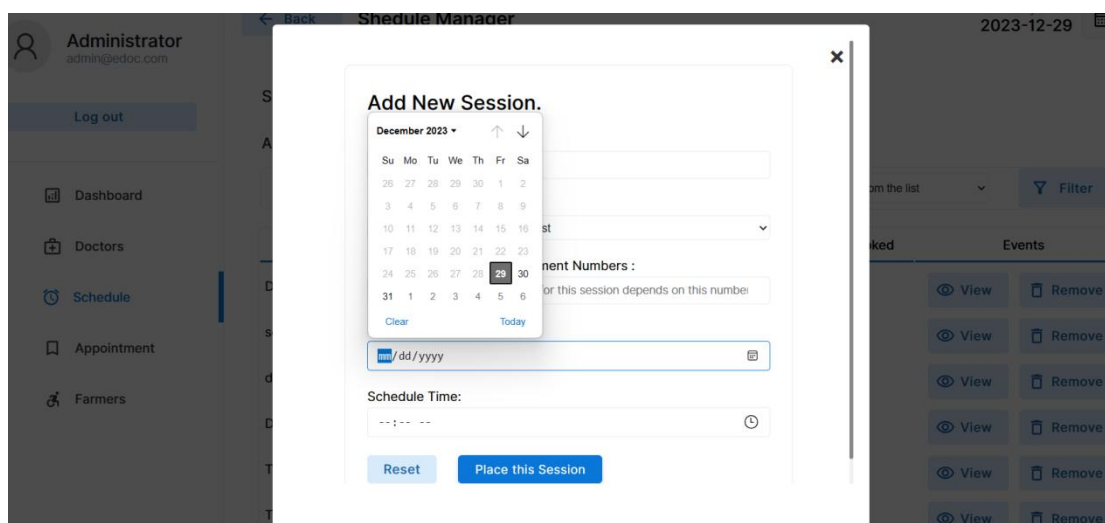 ← Back Shedule Manager
2023-12-29
Administrator
admin@edoc.com
Log out
Dashboard
Doctors
Schedule
Appointment
Farmers
om the list
Filter
ked Events
View Remove
View Remove
View Remove
View Remove
View Remove
View Remove
Add New Session.
December 2023
Su Mo Tu We Th Fr Sa
26 27 28 29 30 1 2
3 4 5 6 7 8 9
10 11 12 13 14 15 16
17 18 19 20 21 22 23
24 25 26 27 28 29 30
31 1 2 3 4 5 6
Clear Today
st
ment Numbers :
or this session depends on this number
mm/dd/yyyy
Schedule Time:
--:-- --
Reset Place this Session